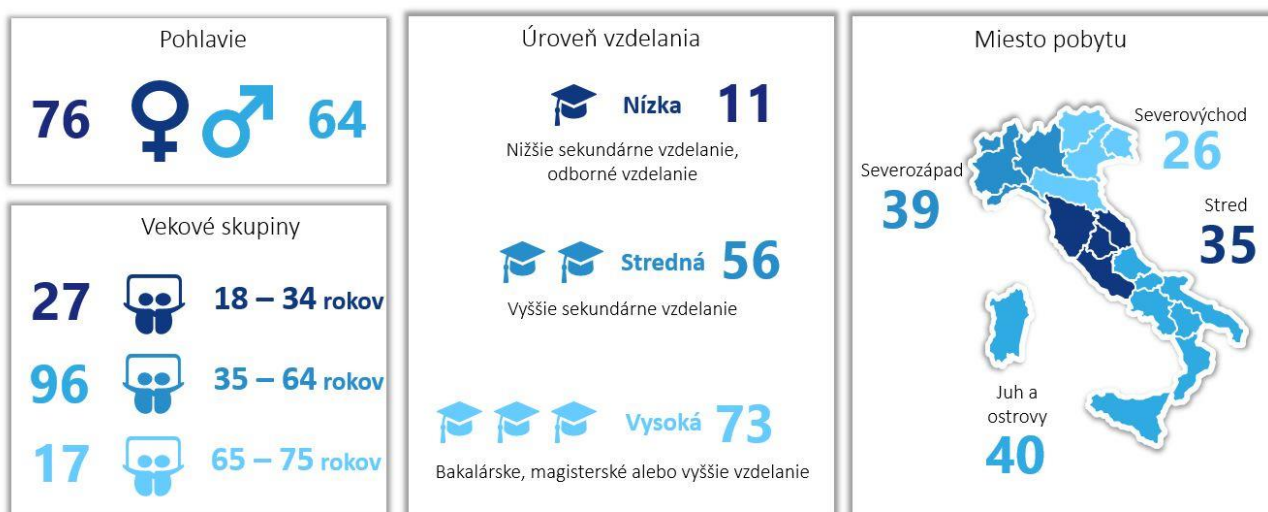 Pohlavie
76
64
Vekové skupiny
27
18 – 34 rokov
96
35 – 64 rokov
17
65 – 75 rokov
Úroveň vzdelania
Nízka 11
Nižšie sekundárne vzdelanie,
odborné vzdelanie
Stredná 56
Vyššie sekundárne vzdelanie
Vysoká 73
Bakalárske, magisterské alebo vyššie vzdelanie
Miesto pobytu
Severovýchod
26
Severozápad
39
Stred
35
Juh a
ostrovy
40